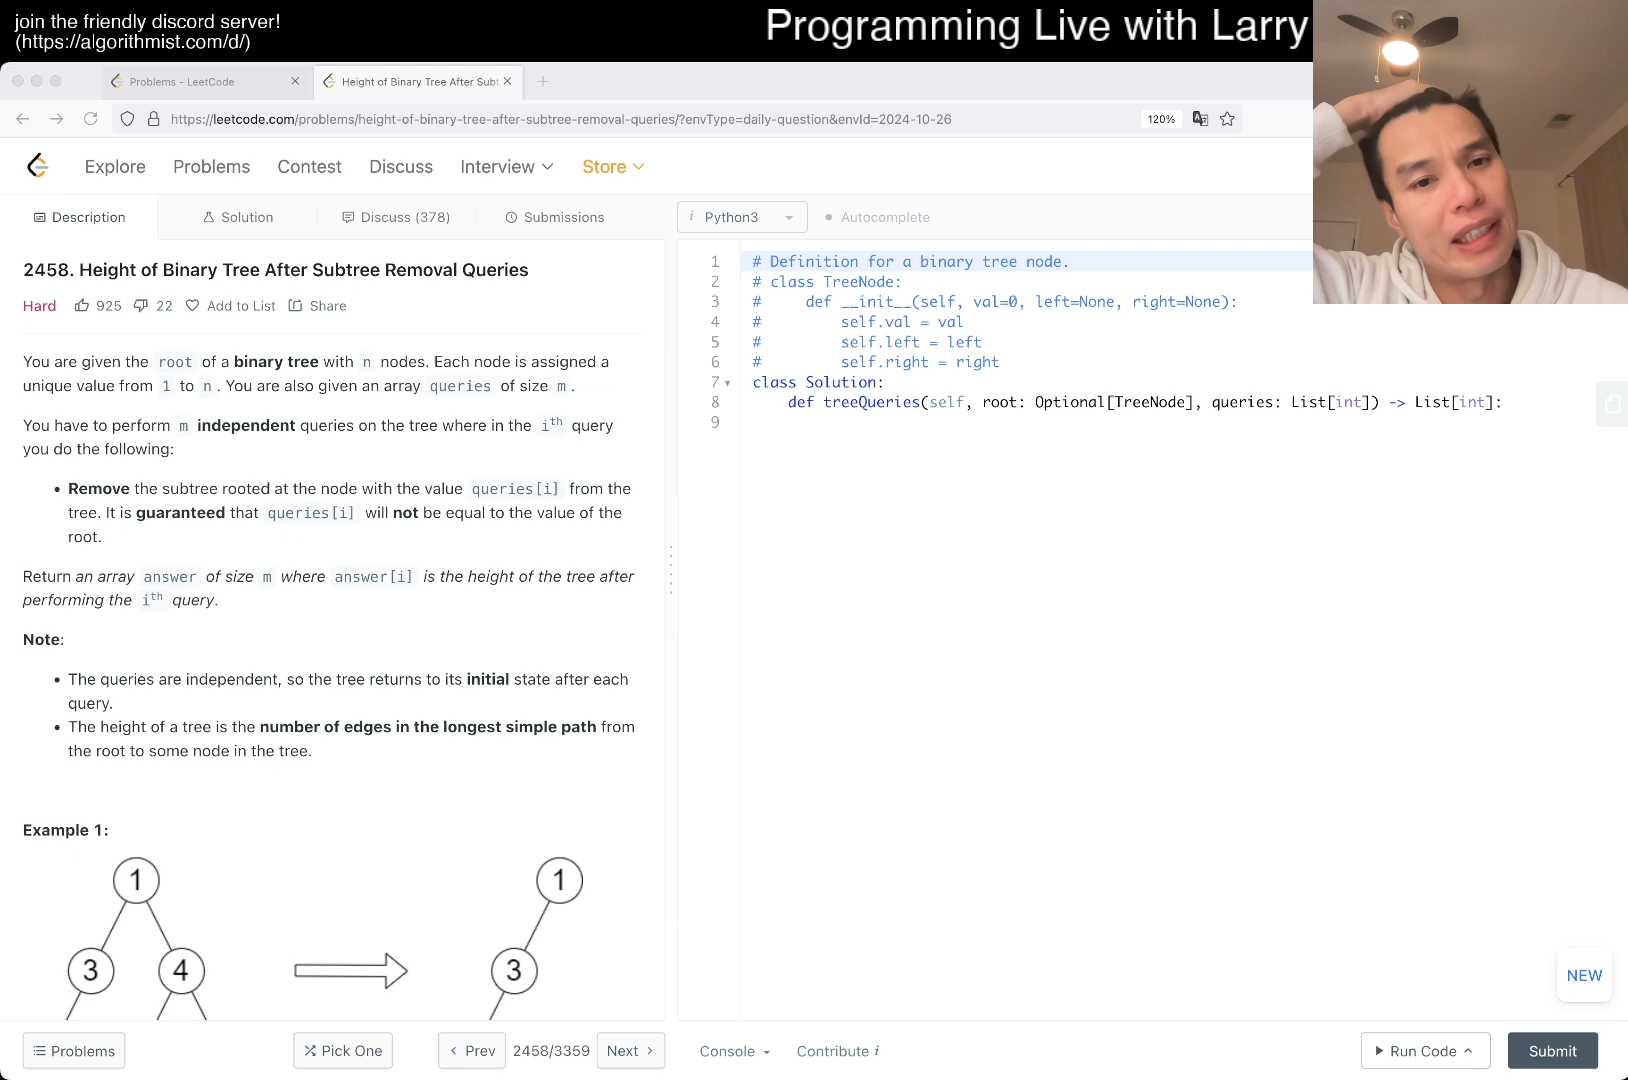 join the friendly discord server!
(https://algorithmist.com/d/)
Programming Live with Larry
Problems - LeetCode
Height of Binary Tree After Subt
https://leetcode.com/problems/height-of-binary-tree-after-subtree-removal-queries/?envType=daily-question&envId=2024-10-26
120%
Explore Problems Contest Discuss Interview Store
Description Solution Discuss (378) Submissions
i Python3 Autocomplete
2458. Height of Binary Tree After Subtree Removal Queries
Hard 925 22 Add to List Share
You are given the root of a binary tree with n nodes. Each node is assigned a
unique value from 1 to n. You are also given an array queries of size m.
You have to perform m independent queries on the tree where in the ith query
you do the following:
• Remove the subtree rooted at the node with the value queries[i] from the
tree. It is guaranteed that queries[i] will not be equal to the value of the
root.
Return an array answer of size m where answer[i] is the height of the tree after
performing the ith query.
Note:
• The queries are independent, so the tree returns to its initial state after each
query.
• The height of a tree is the number of edges in the longest simple path from
the root to some node in the tree.
Example 1:
1 1
3 4 3
1 # Definition for a binary tree node.
2 # class TreeNode:
3 #     def __init__(self, val=0, left=None, right=None):
4 #         self.val = val
5 #         self.left = left
6 #         self.right = right
7 class Solution:
8     def treeQueries(self, root: Optional[TreeNode], queries: List[int]) -> List[int]:
9
NEW
Problems Pick One Prev 2458/3359 Next Console Contribute i Run Code Submit